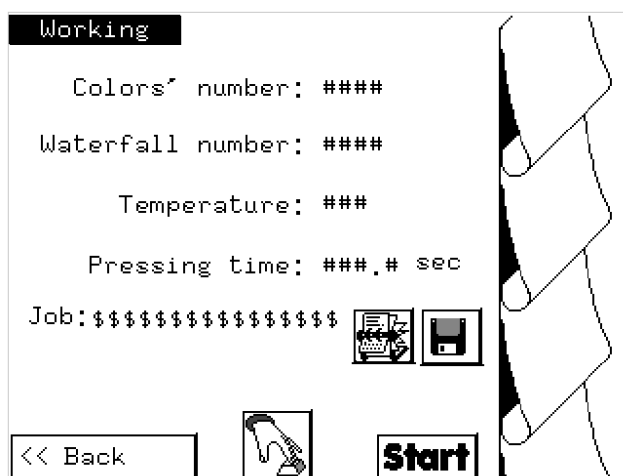 Working
Colors' number: ####
Waterfall number: ####
Temperature: ###
Pressing time: ###.# sec
Job:$$$$$$$$$$$$$$$$
<< Back
Start